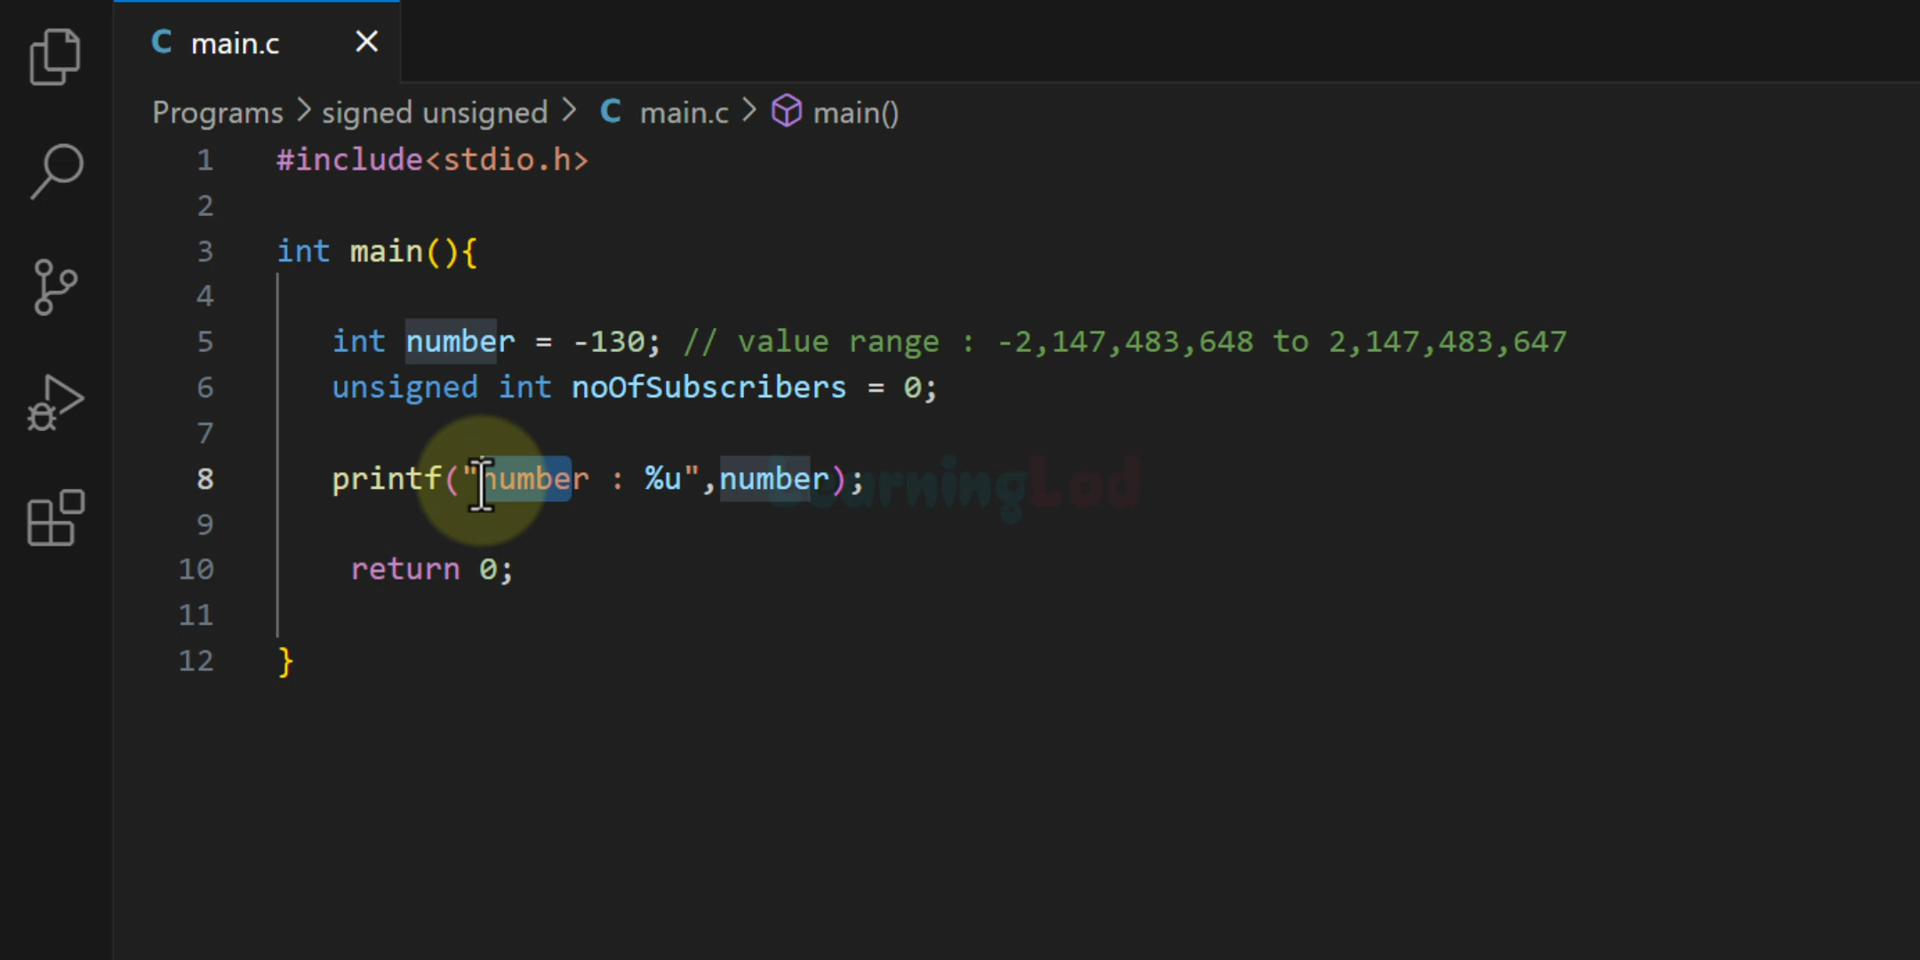 C main.c ×
Programs > signed unsigned > C main.c > main()
1 #include<stdio.h>
2
3 int main(){
4
5 int number = -130; // value range : -2,147,483,648 to 2,147,483,647
6 unsigned int noOfSubscribers = 0;
7
8 printf("number : %u",number);
LearningLad
9
10 return 0;
11
12 }